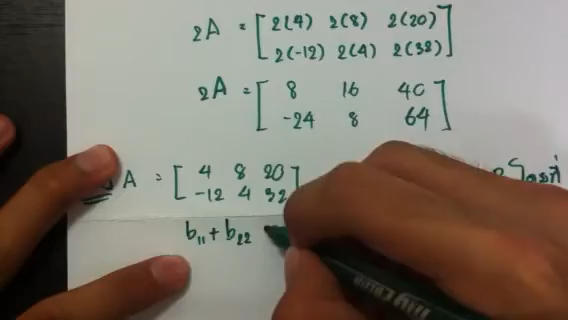 2A = [ 2(4) 2(8) 2(20)
2(-12) 2(4) 2(32) ]
2A = [ 8 16 40
-24 8 64 ]
A = [ 4 8 20
-12 4 32 ]
b₁₁ + b₂₂